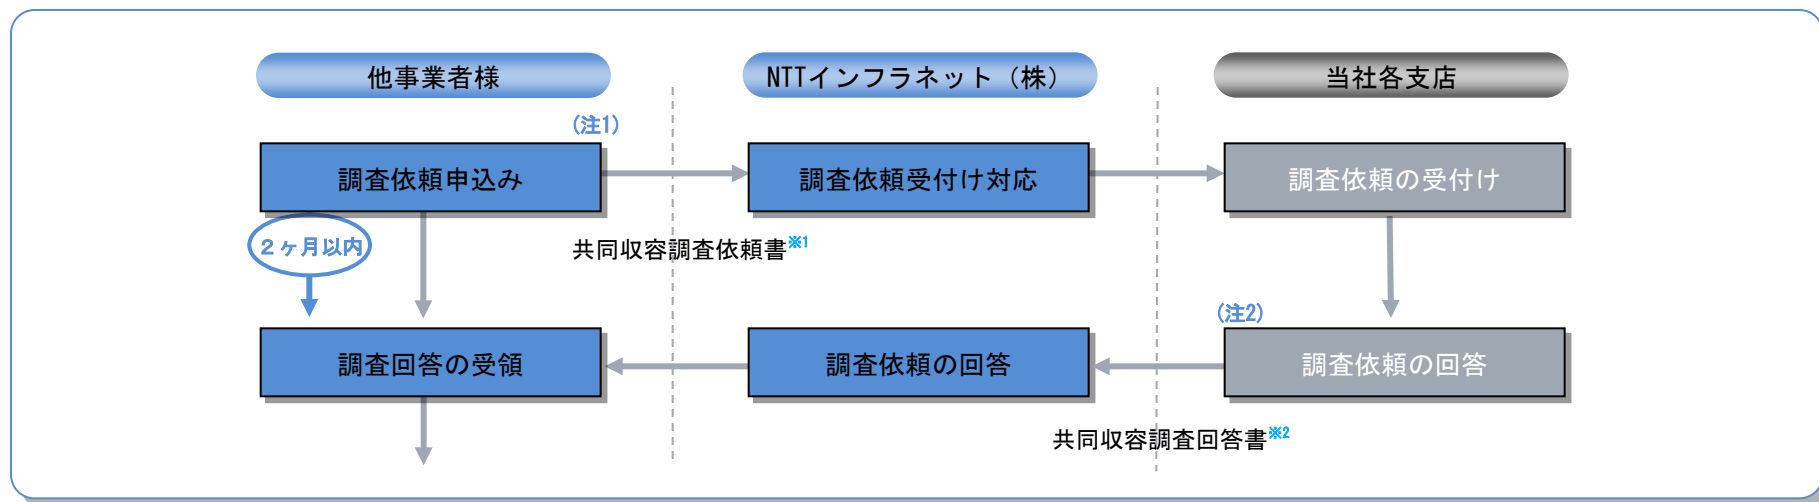 他事業者様
NTTインフラネット（株）
当社各支店
(注1)
調査依頼申込み
調査依頼受付け対応
調査依頼の受付け
２ヶ月以内
共同収容調査依頼書※1
(注2)
調査回答の受領
調査依頼の回答
調査依頼の回答
共同収容調査回答書※2